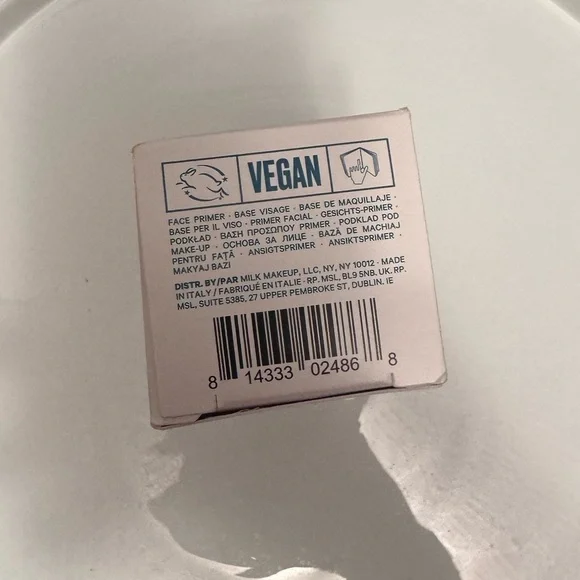 VEGAN
FACE PRIMER · BASE VISAGE · BASE DE MAQUILLAJE ·
BASE PER IL VISO · PRIMER FACIAL · GESICHTS-PRIMER ·
PODKŁAD · ΒΑΣΗ ΠΡΟΣΩΠΟΥ PRIMER · PODKLAD POD
MAKE-UP · ОСНОВА ЗА ЛИЦЕ · BAZĂ DE MACHIAJ
PENTRU FAȚĂ · ANSIGTSPRIMER · ANSIKTSPRIMER ·
MAKYAJ BAZI
DISTR. BY/PAR MILK MAKEUP, LLC, NY, NY 10012 · MADE
IN ITALY / FABRIQUÉ EN ITALIE · RP. MSL, BL9 5NB. UK. RP.
MSL, SUITE 5385, 27 UPPER PEMBROKE ST, DUBLIN. IE
8 14333 02486 8